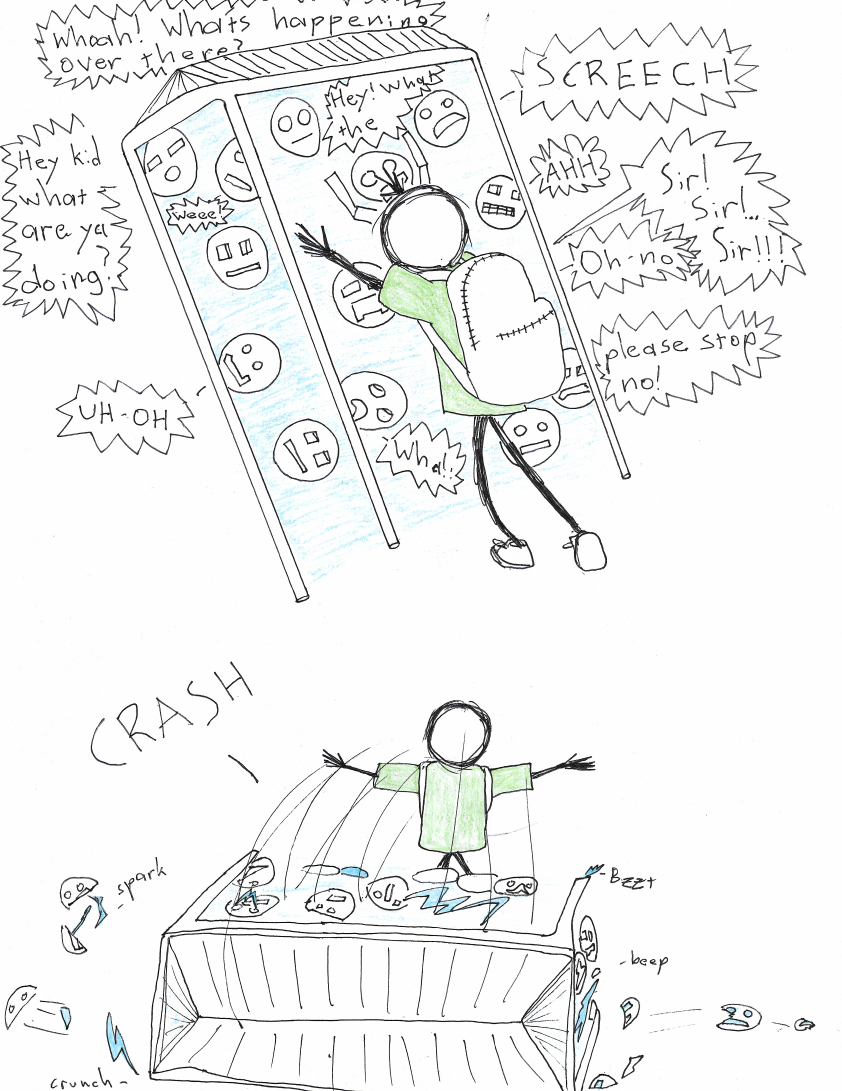 Whoah! What's happening
over there?
SCREECH
Hey! What
the
Hey kid
what
are ya
doing?
weee!
AHH
Sir!
Sir!..
Sir!!!
Oh-no
please stop
no!
UH-OH
Wha!!
CRASH
spark
Bzzt
beep
crunch